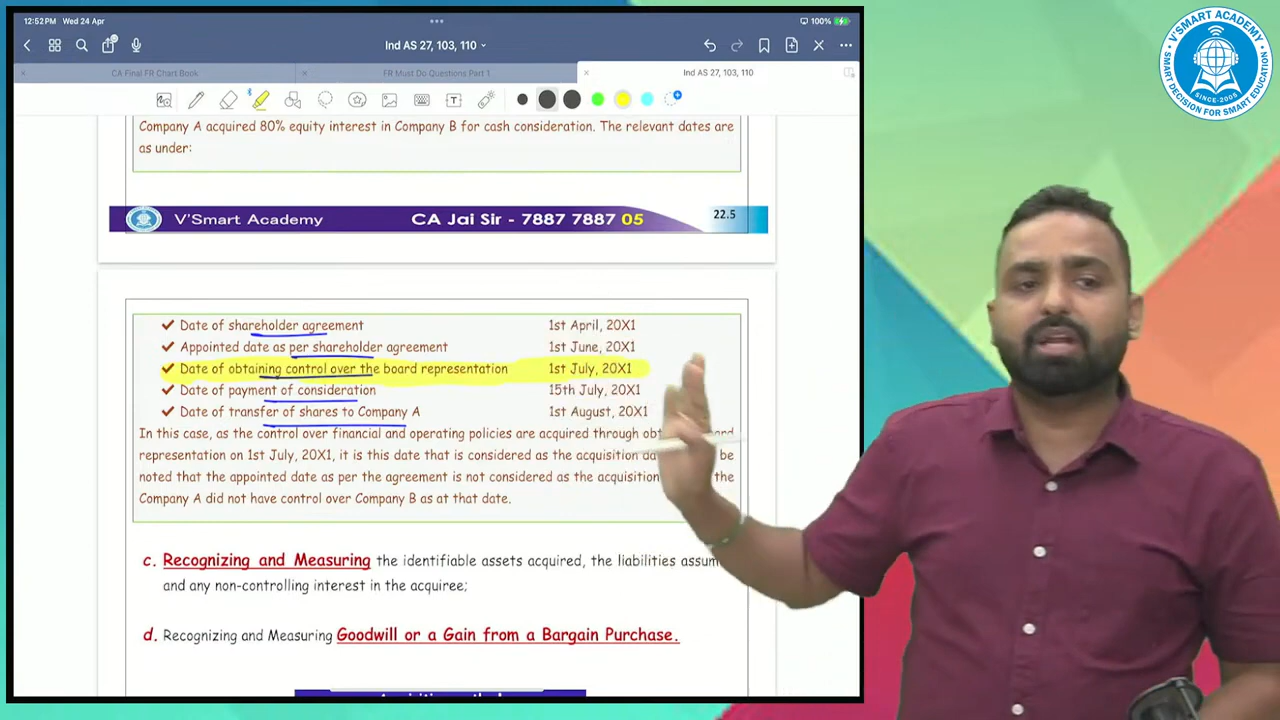 12:52PM Wed 24 Apr
100%
Ind AS 27, 103, 110
CA Final FR Chart Book
FR Must Do Questions Part 1
Ind AS 27, 103, 110
Company A acquired 80% equity interest in Company B for cash consideration. The relevant dates are
as under:
V'Smart Academy CA Jai Sir - 7887 7887 05 22.5
✓ Date of shareholder agreement 1st April, 20X1
✓ Appointed date as per shareholder agreement 1st June, 20X1
✓ Date of obtaining control over the board representation 1st July, 20X1
✓ Date of payment of consideration 15th July, 20X1
✓ Date of transfer of shares to Company A 1st August, 20X1
In this case, as the control over financial and operating policies are acquired through
representation on 1st July, 20X1, it is this date that is considered as the acquisition be
noted that the appointed date as per the agreement is not considered as the acquisition the
Company A did not have control over Company B as at that date.
c. Recognizing and Measuring the identifiable assets acquired, the liabilities
and any non-controlling interest in the acquiree;
d. Recognizing and Measuring Goodwill or a Gain from a Bargain Purchase.
V'SMART ACADEMY
SINCE-2005
SMART DECISION FOR SMART EDUCATION